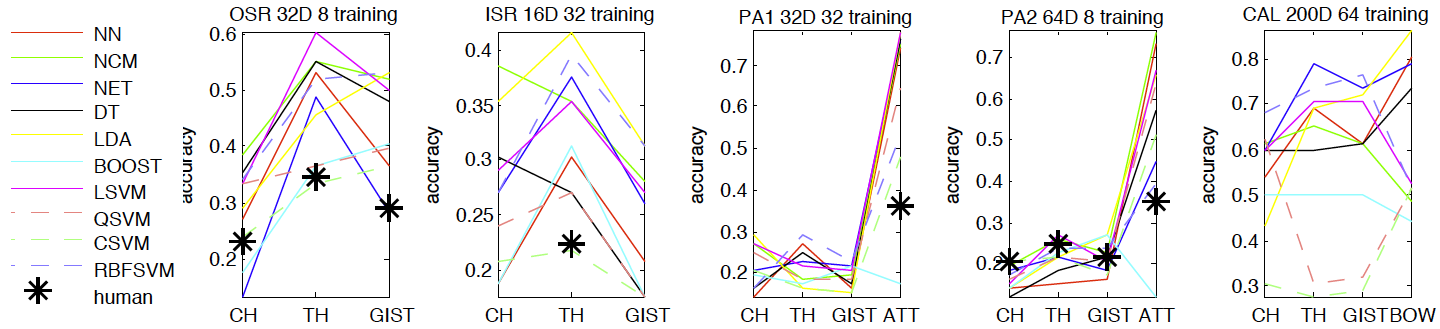 NN
NCM
NET
DT
LDA
BOOST
LSVM
QSVM
CSVM
RBFSVM
human
OSR 32D 8 training
accuracy
0.6
0.5
0.4
0.3
0.2
CH TH GIST
ISR 16D 32 training
accuracy
0.4
0.35
0.3
0.25
0.2
CH TH GIST
PA1 32D 32 training
accuracy
0.7
0.6
0.5
0.4
0.3
0.2
CH TH GIST ATT
PA2 64D 8 training
accuracy
0.7
0.6
0.5
0.4
0.3
0.2
CH TH GIST ATT
CAL 200D 64 training
accuracy
0.8
0.7
0.6
0.5
0.4
0.3
CH TH GIST BOW